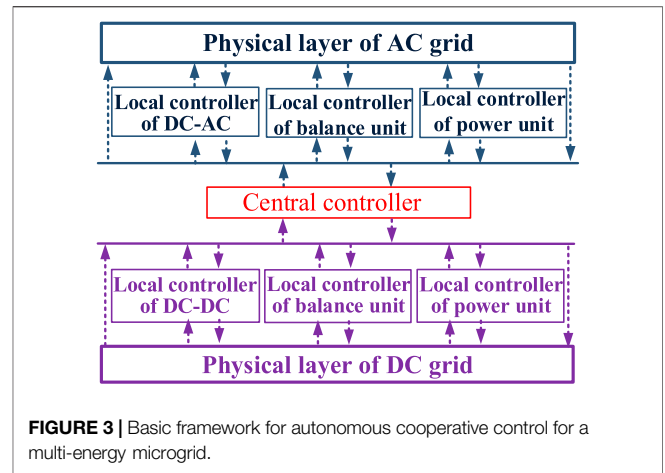 Physical layer of AC grid
Local controller
of DC-AC
Local controller
of balance unit
Local controller
of power unit
Central controller
Local controller
of DC-DC
Local controller
of balance unit
Local controller
of power unit
Physical layer of DC grid
FIGURE 3 | Basic framework for autonomous cooperative control for a
multi-energy microgrid.